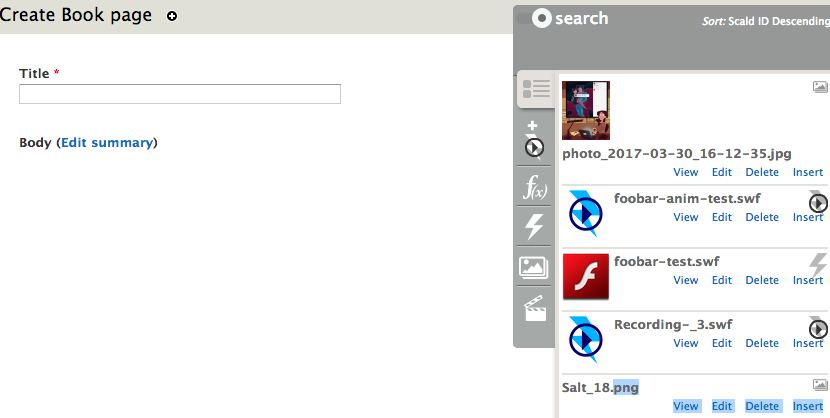 Create Book page
search
Sort: Scald ID Descending
Title *
Body (Edit summary)
f(x)
photo_2017-03-30_16-12-35.jpg
View Edit Delete Insert
foobar-anim-test.swf
View Edit Delete Insert
foobar-test.swf
View Edit Delete Insert
Recording-_3.swf
View Edit Delete Insert
Salt_18.png
View Edit Delete Insert